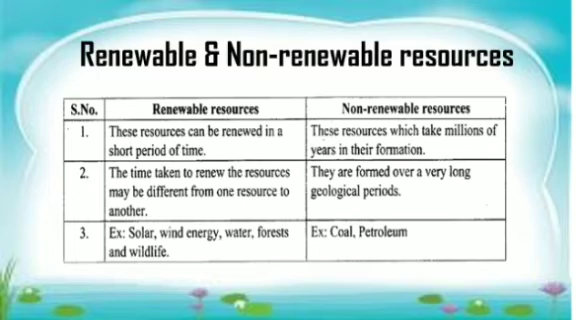 Renewable & Non-renewable resources
S.No. Renewable resources Non-renewable resources
1. These resources can be renewed in a short period of time. These resources which take millions of years in their formation.
2. The time taken to renew the resources may be different from one resource to another. They are formed over a very long geological periods.
3. Ex: Solar, wind energy, water, forests and wildlife. Ex: Coal, Petroleum